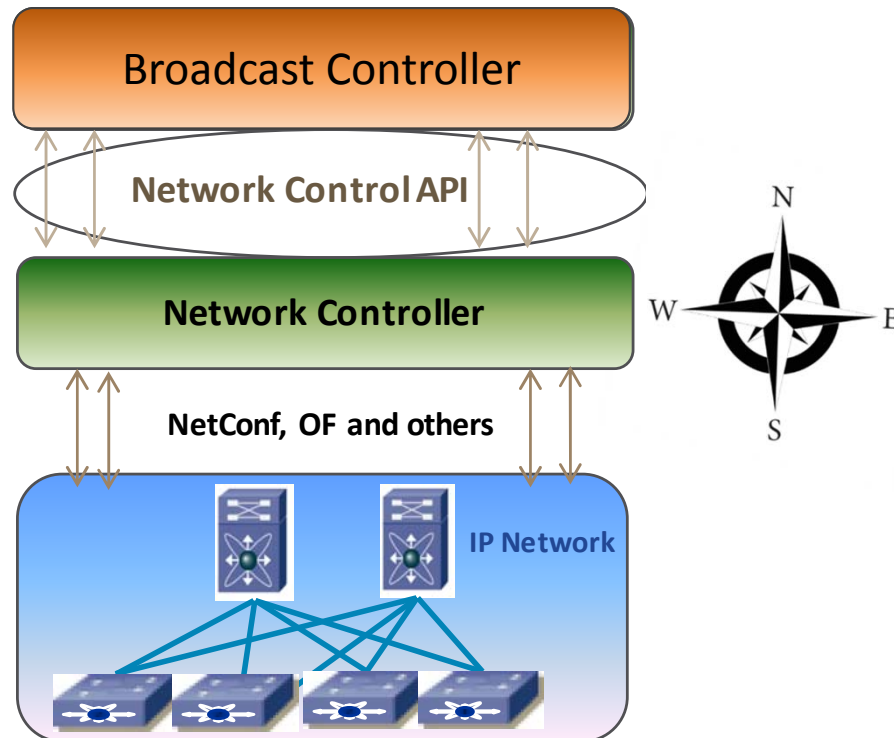 Broadcast Controller
Network Control API
N
W
E
Network Controller
S
NetConf, OF and others
IP Network